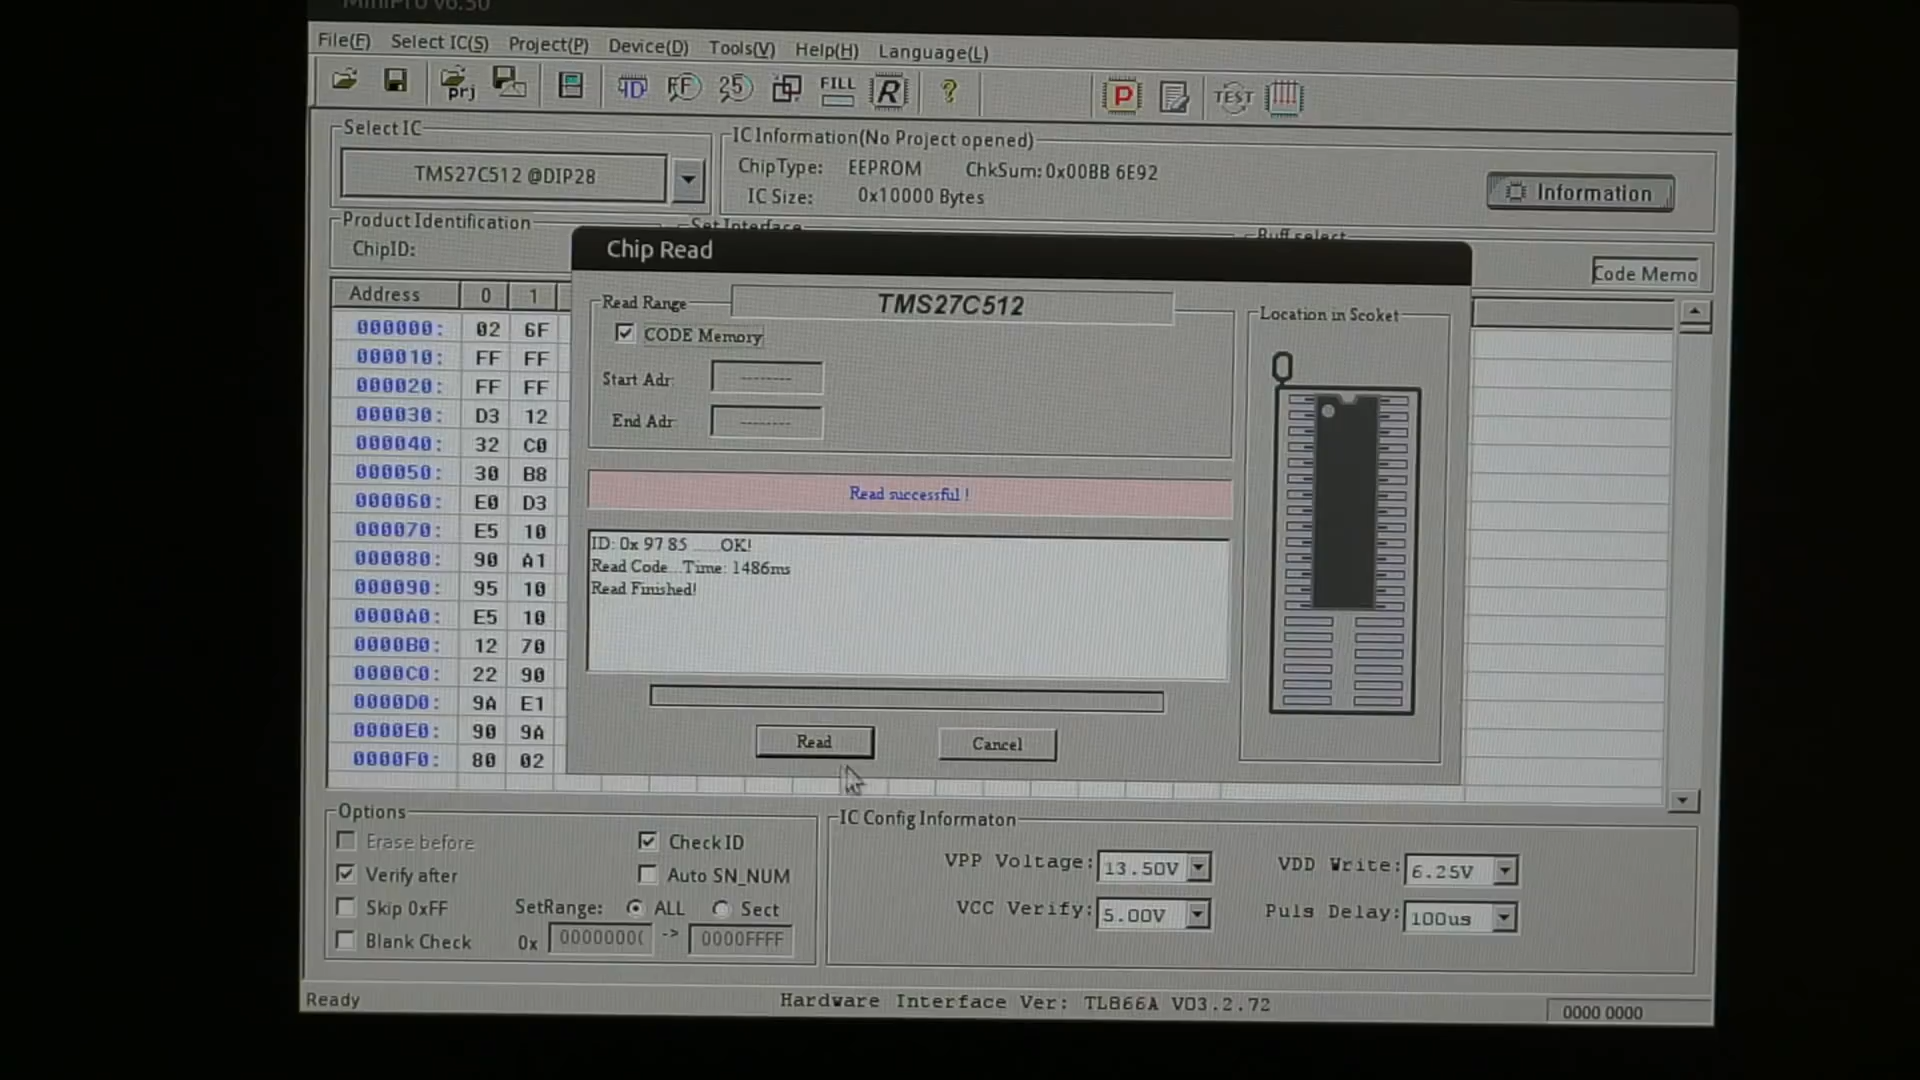 MiniPro v6.50
File(F) Select IC(S) Project(P) Device(D) Tools(V) Help(H) Language(L)
prj ID FF 25 FILL R ? P TEST
Select IC
TMS27C512 @DIP28
IC Information(No Project opened)
ChipType: EEPROM ChkSum:0x00BB 6E92
IC Size: 0x10000 Bytes
Information
Product Identification
ChipID:
Set Interface
Buff select
Code Memo
Address 0 1
000000: 02 6F
000010: FF FF
000020: FF FF
000030: D3 12
000040: 32 C0
000050: 30 B8
000060: E0 D3
000070: E5 10
000080: 90 A1
000090: 95 10
0000A0: E5 10
0000B0: 12 70
0000C0: 22 90
0000D0: 9A E1
0000E0: 90 9A
0000F0: 80 02
Chip Read
Read Range
TMS27C512
CODE Memory
Start Adr: --------
End Adr: --------
Read successful !
ID: 0x 97 85 ......OK!
Read Code...Time: 1486ms
Read Finished!
Read
Cancel
Location in Scoket
Options
Erase before
Check ID
Verify after
Auto SN_NUM
Skip 0xFF
SetRange: ALL Sect
Blank Check
0x 0000000( -> 0000FFFF
IC Config Informaton
VPP Voltage: 13.50V
VDD Write: 6.25V
VCC Verify: 5.00V
Puls Delay: 100us
Ready
Hardware Interface Ver: TL866A V03.2.72
0000 0000